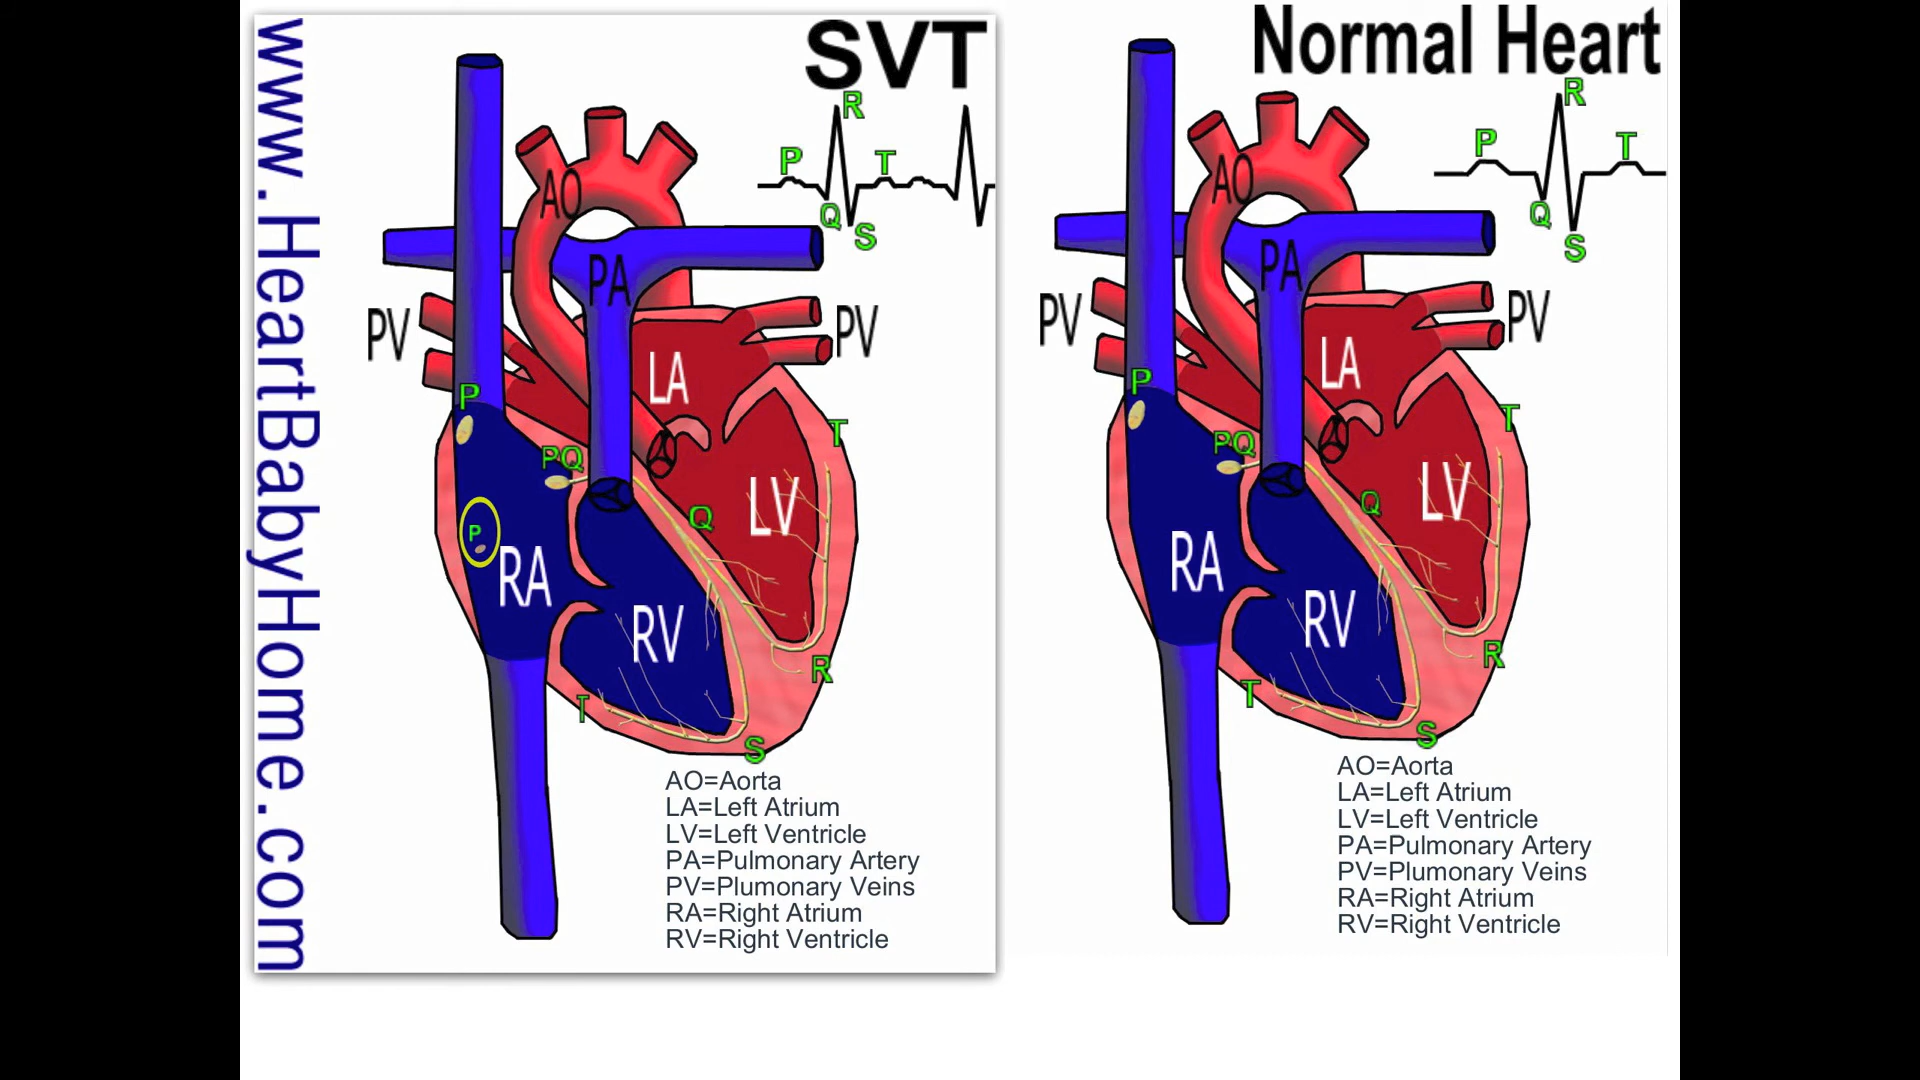 www.HeartBabyHome.com
SVT
R
P
T
Q
S
AO
PA
PV
PV
LA
P
T
PQ
LV
Q
P
RA
RV
R
T
S
AO=Aorta
LA=Left Atrium
LV=Left Ventricle
PA=Pulmonary Artery
PV=Plumonary Veins
RA=Right Atrium
RV=Right Ventricle
Normal Heart
R
P
T
Q
S
AO
PA
PV
PV
LA
P
T
PQ
LV
Q
RA
RV
R
T
S
AO=Aorta
LA=Left Atrium
LV=Left Ventricle
PA=Pulmonary Artery
PV=Plumonary Veins
RA=Right Atrium
RV=Right Ventricle